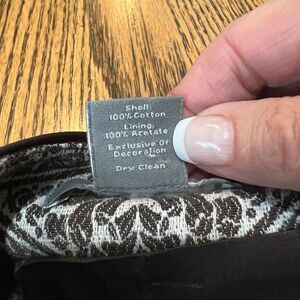 Shell:
100% Cotton
Lining:
100% Acetate
Exclusive Of
Decoration
Dry Clean